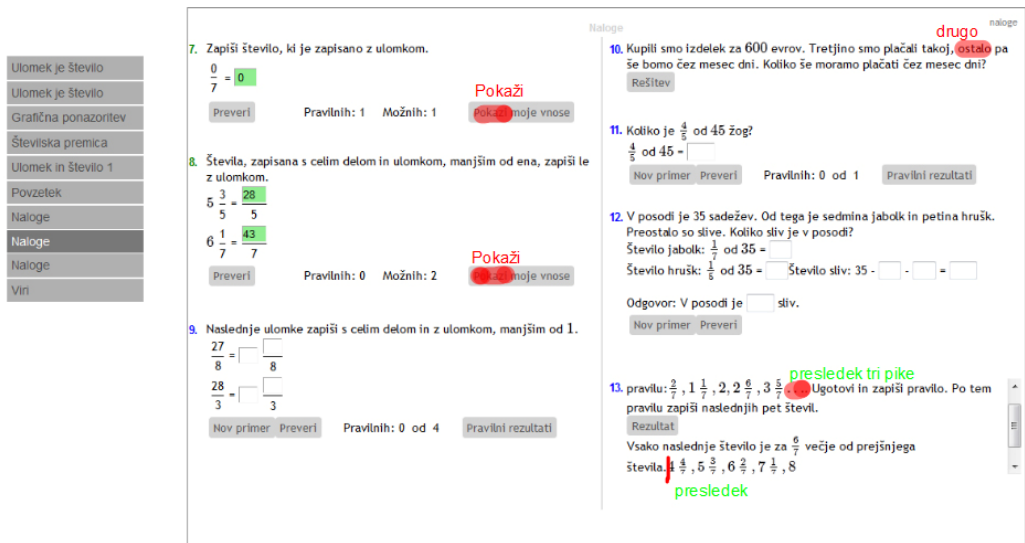 Ulomek je število
Ulomek je število
Grafična ponazoritev
Številska premica
Ulomek in število 1
Povzetek
Naloge
Naloge
Naloge
Viri
Naloge
naloge
7. Zapiši število, ki je zapisano z ulomkom.
0/7 = 0
Pokaži
Preveri Pravilnih: 1 Možnih: 1 Pokaži moje vnose
8. Števila, zapisana s celim delom in ulomkom, manjšim od ena, zapiši le
z ulomkom.
5 3/5 = 28/5
6 1/7 = 43/7
Pokaži
Preveri Pravilnih: 0 Možnih: 2 moje vnose
9. Naslednje ulomke zapiši s celim delom in z ulomkom, manjšim od 1.
27/8 = /8
28/3 = /3
Nov primer Preveri Pravilnih: 0 od 4 Pravilni rezultati
drugo
10. Kupili smo izdelek za 600 evrov. Tretjino smo plačali takoj, ostalo pa
še bomo čez mesec dni. Koliko še moramo plačati čez mesec dni?
Rešitev
11. Koliko je 4/5 od 45 žog?
4/5 od 45 =
Nov primer Preveri Pravilnih: 0 od 1 Pravilni rezultati
12. V posodi je 35 sadežev. Od tega je sedmina jabolk in petina hrušk.
Preostalo so slive. Koliko sliv je v posodi?
Število jabolk: 1/7 od 35 =
Število hrušk: 1/5 od 35 = Število sliv: 35 - - =
Odgovor: V posodi je sliv.
Nov primer Preveri
presledek tri pike
13. pravilu: 2/7 , 1 1/7 , 2, 2 6/7 , 3 5/7 , ... Ugotovi in zapiši pravilo. Po tem
pravilu zapiši naslednjih pet števil.
Rezultat
Vsako naslednje število je za 6/7 večje od prejšnjega
števila. 4 4/7 , 5 3/7 , 6 2/7 , 7 1/7 , 8
presledek